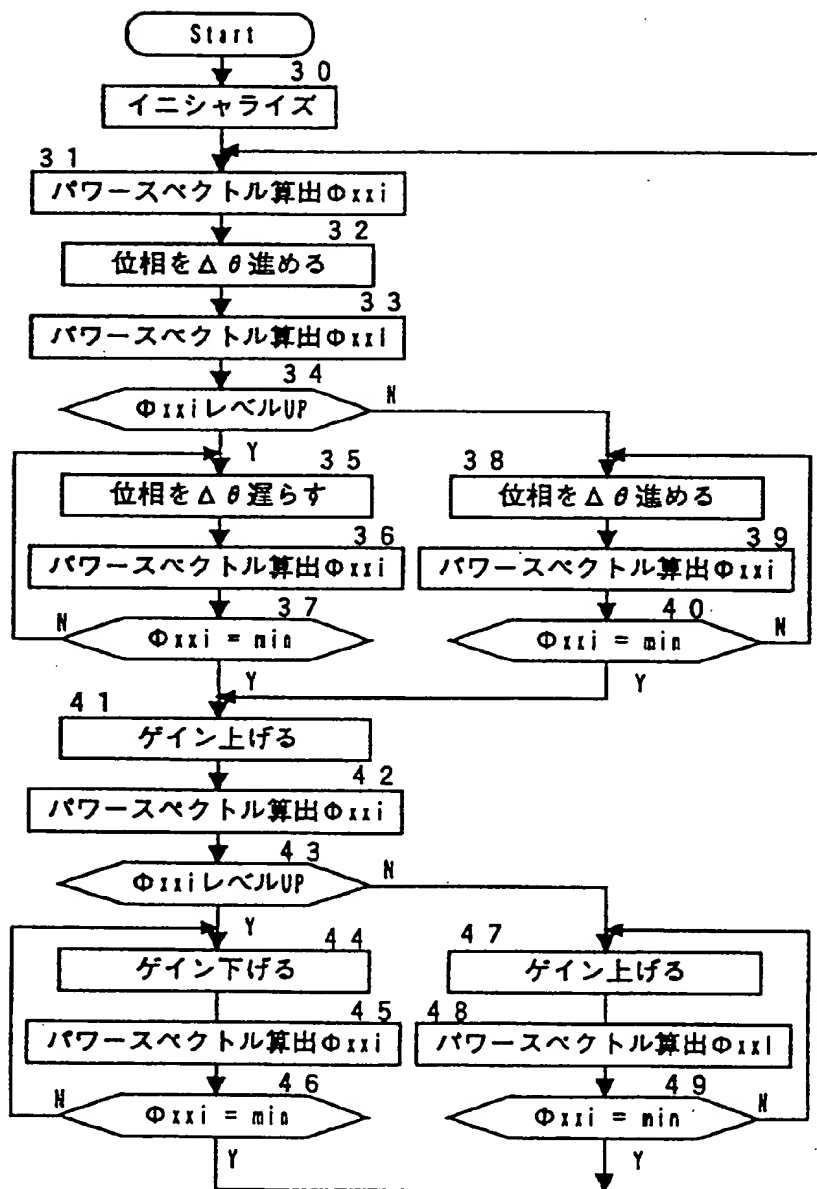 Start
30
イニシャライズ
31
パワースペクトル算出Φxxi
32
位相をΔθ進める
33
パワースペクトル算出Φxxi
34
ΦxxiレベルUP
N
Y
35
位相をΔθ遅らす
38
位相をΔθ進める
36
パワースペクトル算出Φxxi
39
パワースペクトル算出Φxxi
37
N
Φxxi = min
40
Φxxi = min
N
Y
Y
41
ゲイン上げる
42
パワースペクトル算出Φxxi
43
ΦxxiレベルUP
N
Y
44
ゲイン下げる
47
ゲイン上げる
45
パワースペクトル算出Φxxi
48
パワースペクトル算出Φxxl
46
N
Φxxi = min
49
Φxxi = min
N
Y
Y